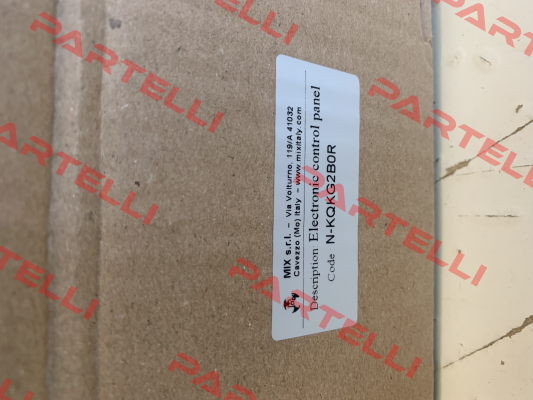 MIX s.r.l. – Via Volturno, 119/A 41032
Cavezzo (Mo) Italy – www.mixitaly.com
Description Electronic control panel
Code N-KQKG2B0R
PARTELLI
PARTELLI
PARTELLI
PARTELLI
PARTELLI
PARTELLI
PARTELLI